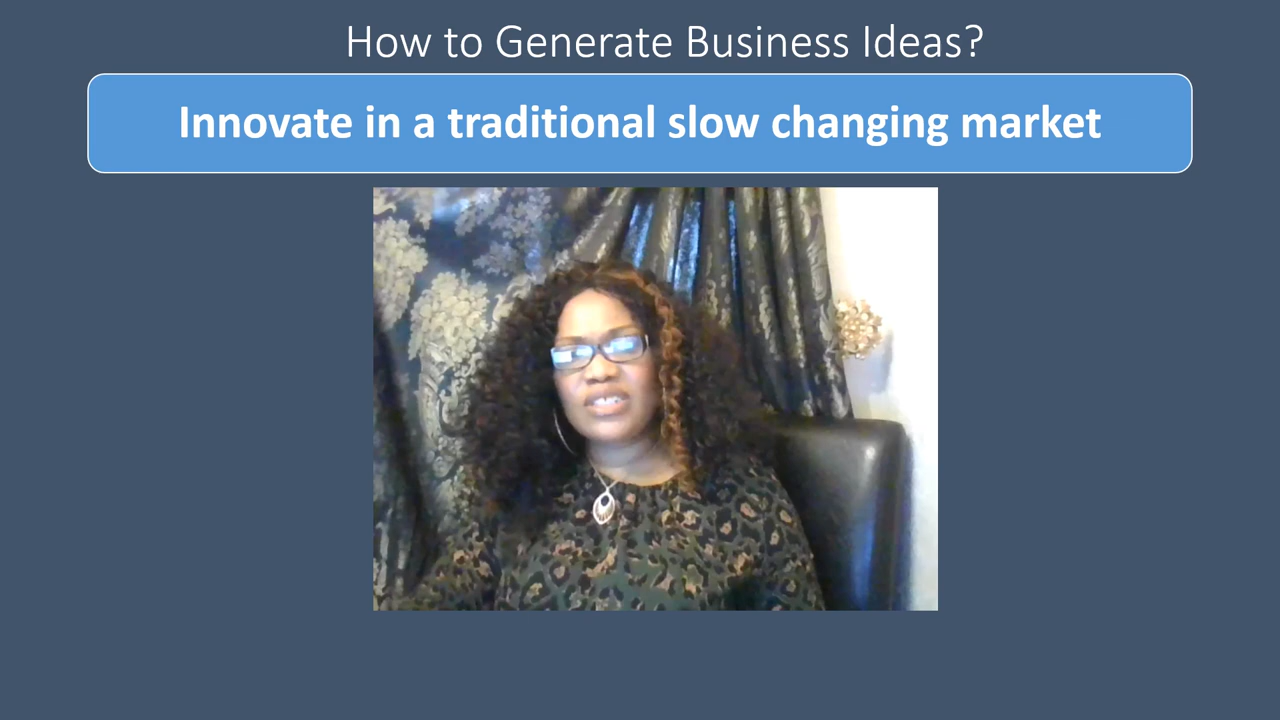 How to Generate Business Ideas?
Innovate in a traditional slow changing market